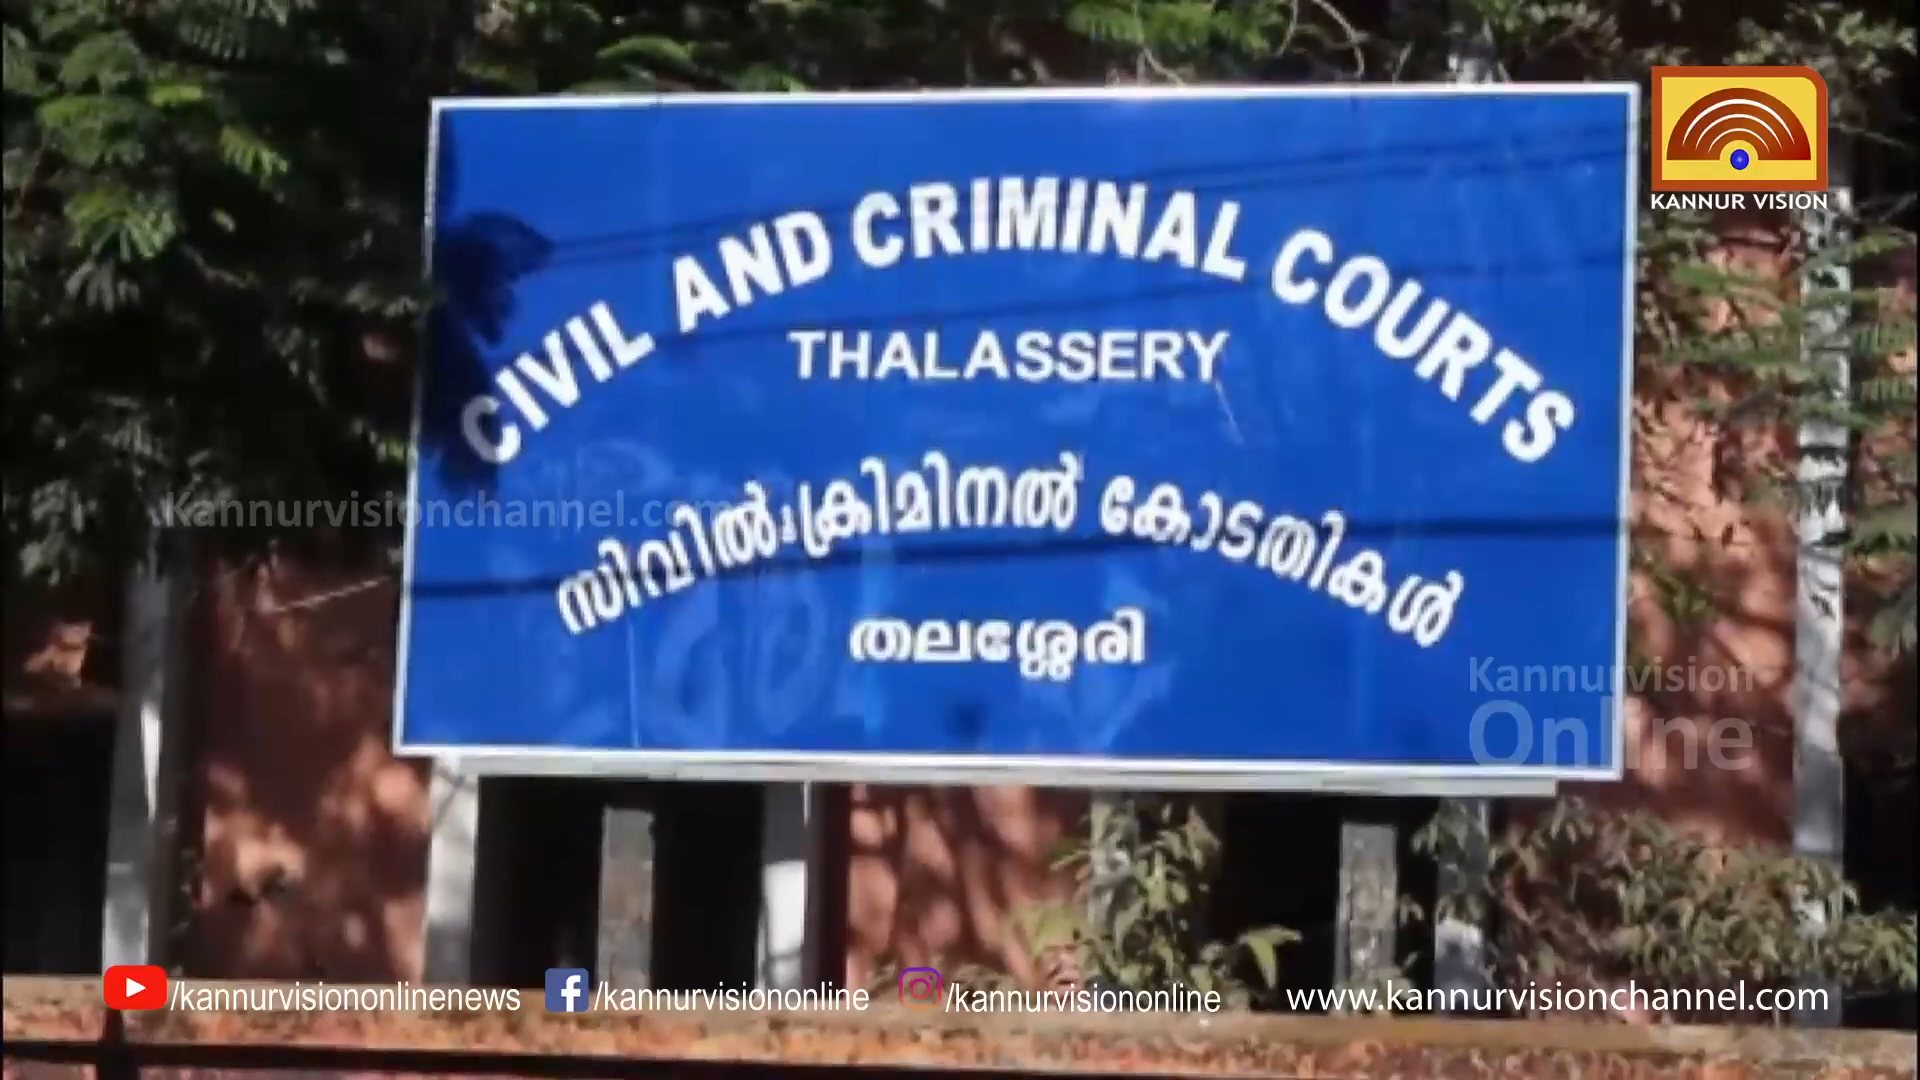 KANNUR VISION
CIVIL AND CRIMINAL COURTS
THALASSERY
സിവിൽ:ക്രിമിനൽ കോടതികൾ
തലശ്ശേരി
Kannurvisionchannel.com
Kannurvision
Online
/kannurvisiononlinenews /kannurvisiononline /kannurvisiononline www.kannurvisionchannel.com